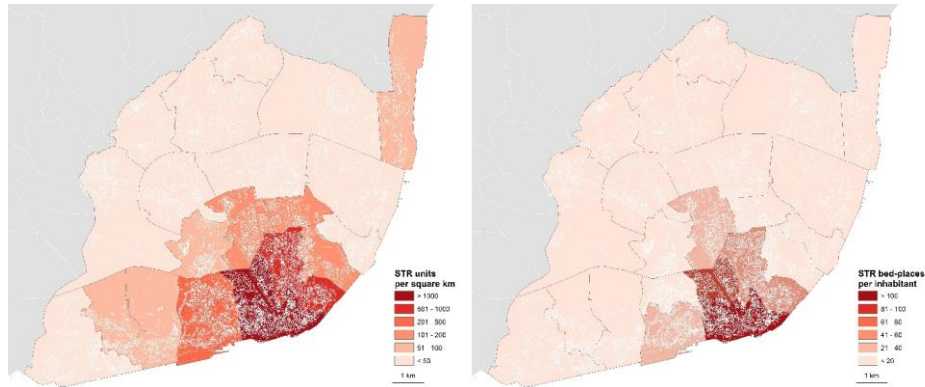 STR units
per square km
> 1000
501 - 1000
201 - 500
101 - 200
51 - 100
< 50
1 km
STR bed-places
per inhabitant
> 100
81 - 100
61 - 80
41 - 60
21 - 40
< 20
1 km